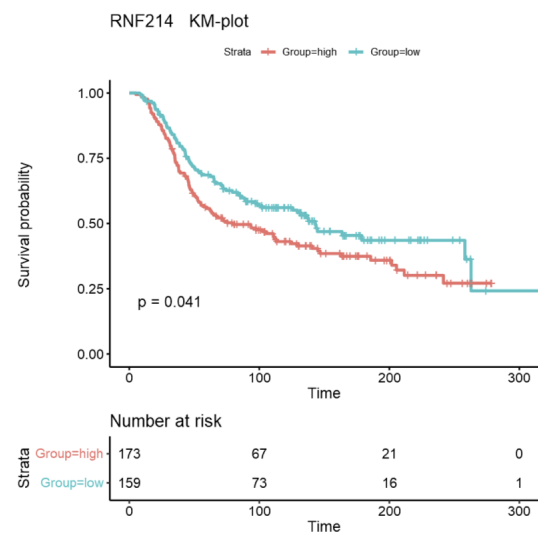 RNF214 KM-plot
Strata Group=high Group=low
Survival probability
1.00
0.75
0.50
0.25
0.00
p = 0.041
0 100 200 300
Time
Number at risk
Strata
Group=high 173 67 21 0
Group=low 159 73 16 1
0 100 200 300
Time